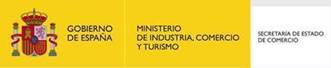 GOBIERNO
DE ESPAÑA
MINISTERIO
DE INDUSTRIA, COMERCIO
Y TURISMO
SECRETARÍA DE ESTADO
DE COMERCIO